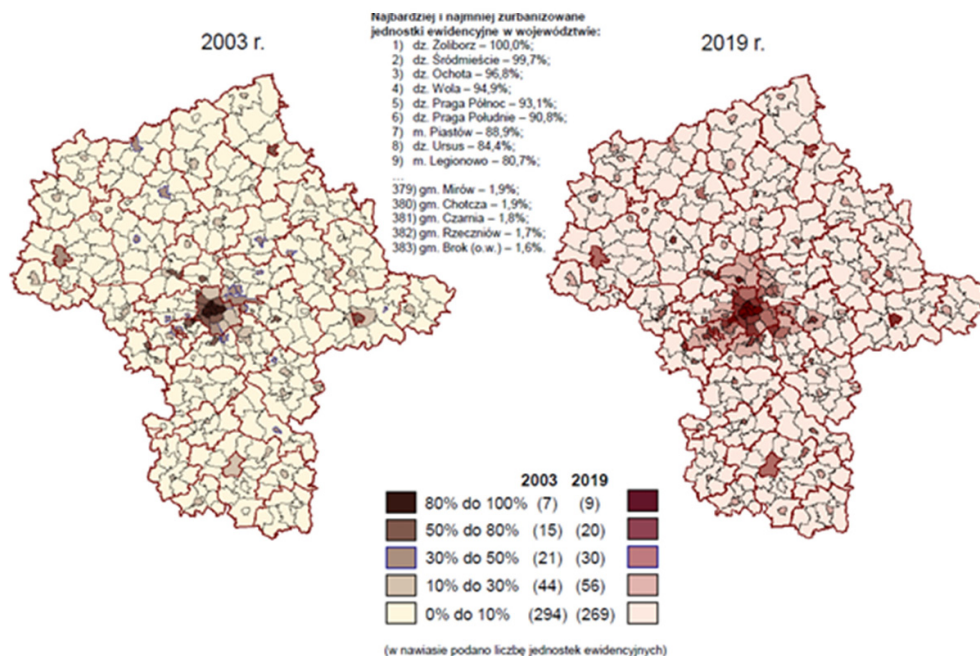 Najbardziej i najmniej zurbanizowane
jednostki ewidencyjne w województwie:
2003 r.
2019 r.
1) dz. Żoliborz – 100,0%;
2) dz. Śródmieście – 99,7%;
3) dz. Ochota – 96,8%;
4) dz. Wola – 94,9%;
5) dz. Praga Północ – 93,1%;
6) dz. Praga Południe – 90,8%;
7) m. Piastów – 88,9%;
8) dz. Ursus – 84,4%;
9) m. Legionowo – 80,7%;
...
379) gm. Mirów – 1,9%;
380) gm. Chotcza – 1,9%;
381) gm. Czarnia – 1,8%;
382) gm. Rzeczniów – 1,7%;
383) gm. Brok (o.w.) – 1,6%.
2003 2019
80% do 100% (7) (9)
50% do 80% (15) (20)
30% do 50% (21) (30)
10% do 30% (44) (56)
0% do 10% (294) (269)
(w nawiasie podano liczbę jednostek ewidencyjnych)